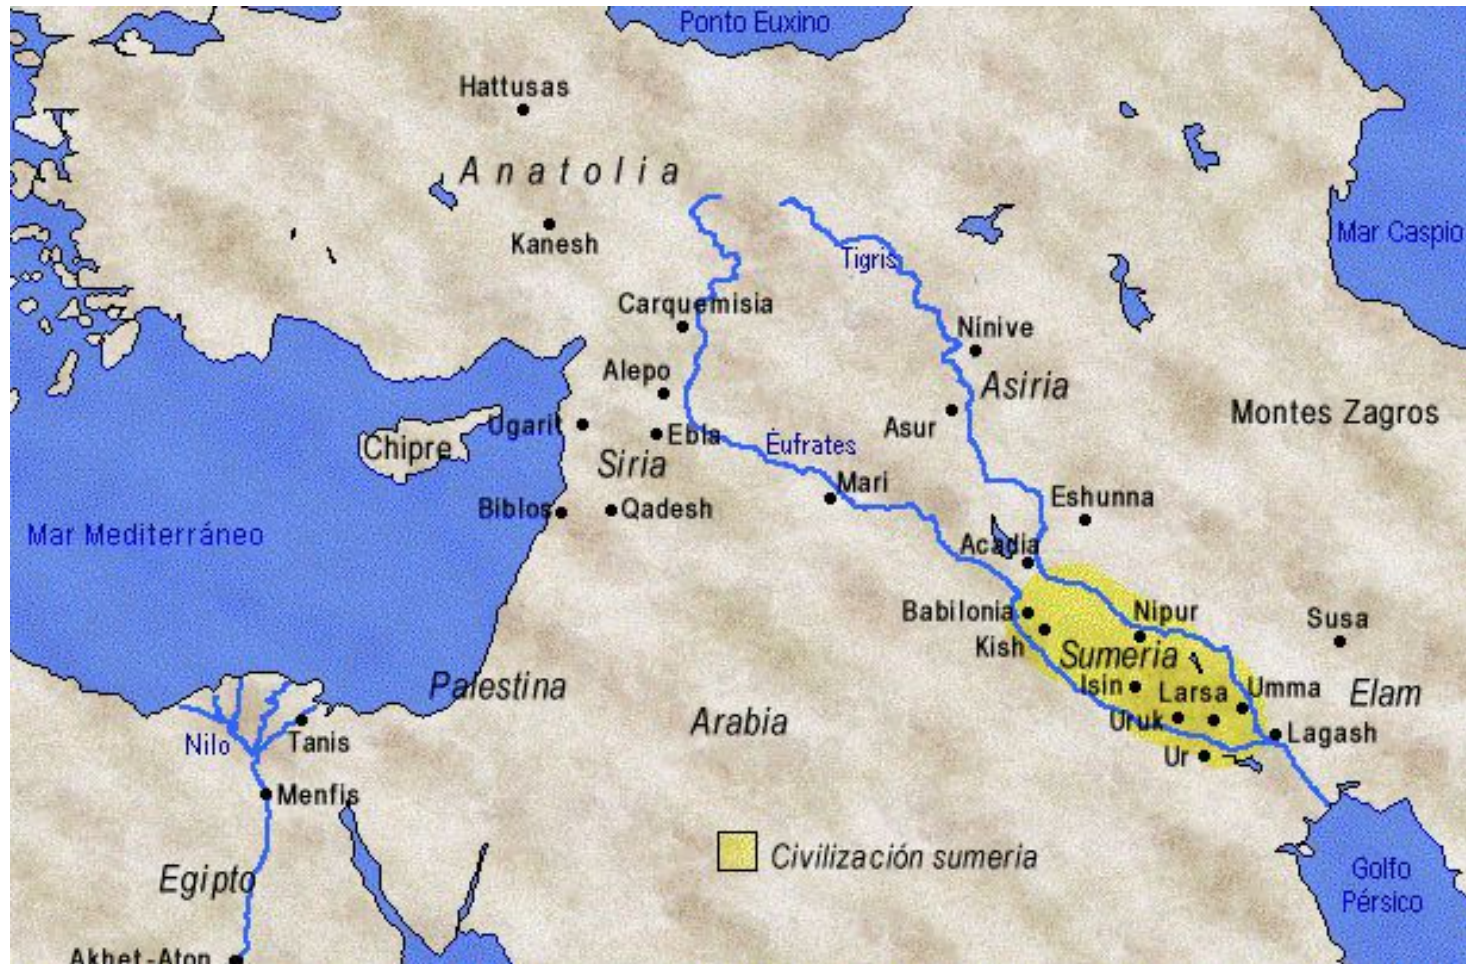 Ponto Euxino
Hattusas
Anatolia
Mar Caspio
Kanesh
Tigris
Carquemisia
Nínive
Alepo
Asiria
Montes Zagros
Ugarit
Asur
Chipre
Ebla
Éufrates
Siria
Mari
Eshunna
Biblos
Qadesh
Mar Mediterráneo
Acadia
Babilonia
Nipur
Susa
Kish
Sumeria
Palestina
Isin
Larsa
Umma
Elam
Arabia
Uruk
Lagash
Nilo
Tanis
Ur
Menfis
Civilización sumeria
Egipto
Golfo
Pérsico
Akhet-Aton